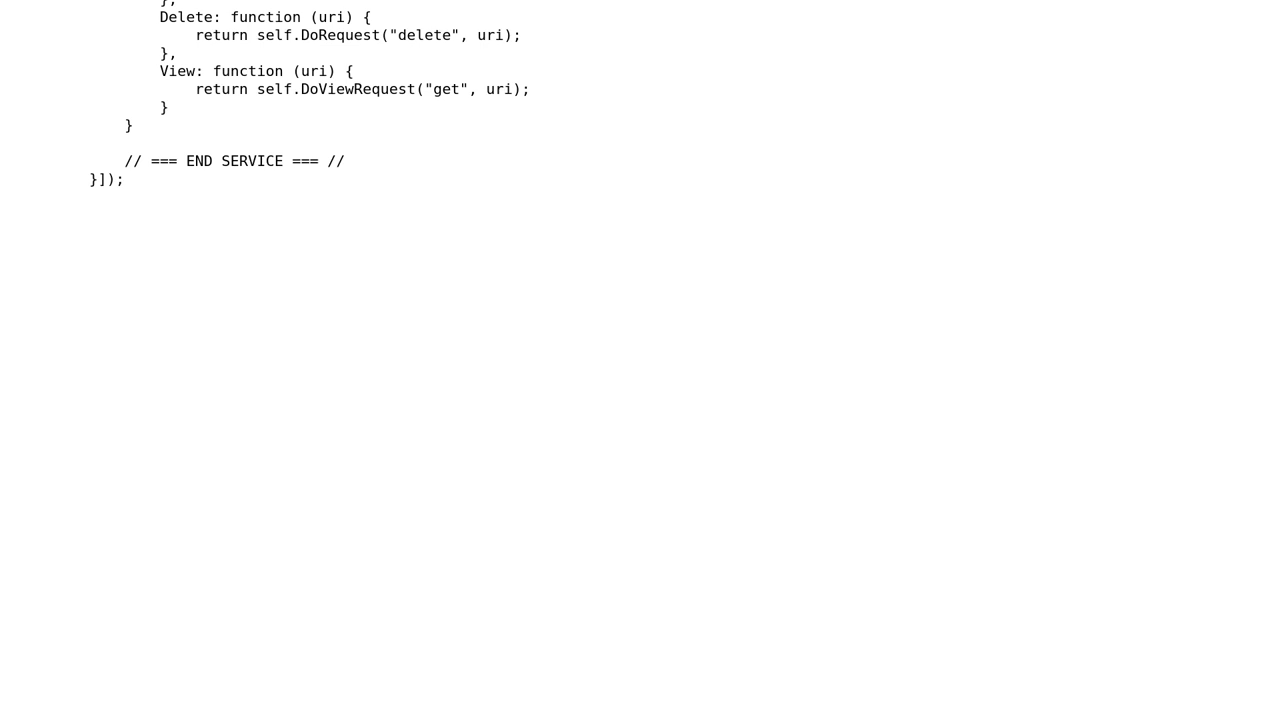 },
Delete: function (uri) {
return self.DoRequest("delete", uri);
},
View: function (uri) {
return self.DoViewRequest("get", uri);
}
}
// === END SERVICE === //
}]);